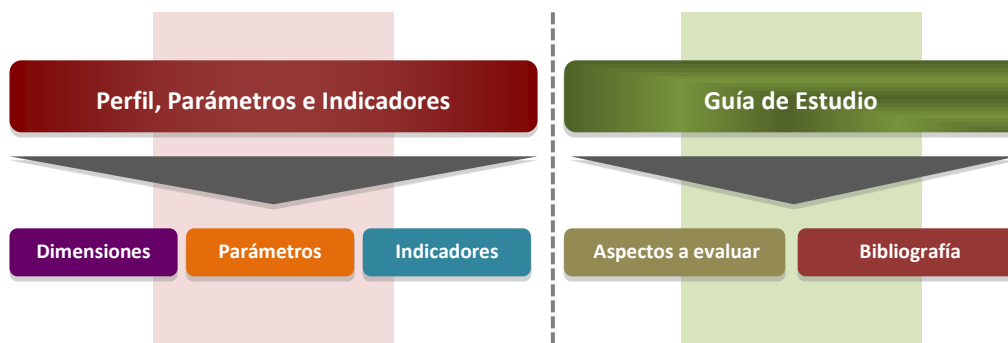 Perfil, Parámetros e Indicadores
Guía de Estudio
Dimensiones
Parámetros
Indicadores
Aspectos a evaluar
Bibliografía